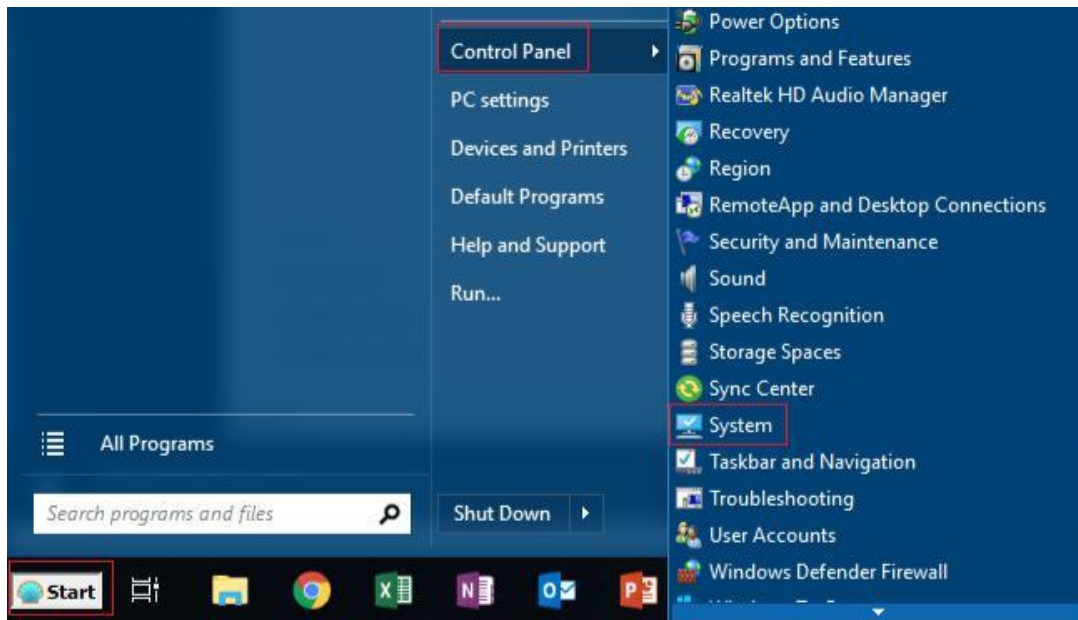 Control Panel
PC settings
Devices and Printers
Default Programs
Help and Support
Run...
All Programs
Search programs and files
Shut Down
Power Options
Programs and Features
Realtek HD Audio Manager
Recovery
Region
RemoteApp and Desktop Connections
Security and Maintenance
Sound
Speech Recognition
Storage Spaces
Sync Center
System
Taskbar and Navigation
Troubleshooting
User Accounts
Windows Defender Firewall
Start